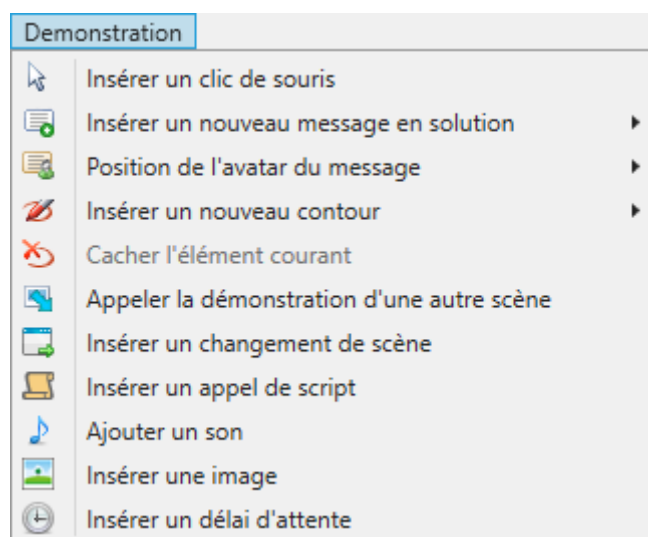 Demonstration
Insérer un clic de souris
Insérer un nouveau message en solution
Position de l'avatar du message
Insérer un nouveau contour
Cacher l'élément courant
Appeler la démonstration d'une autre scène
Insérer un changement de scène
Insérer un appel de script
Ajouter un son
Insérer une image
Insérer un délai d'attente